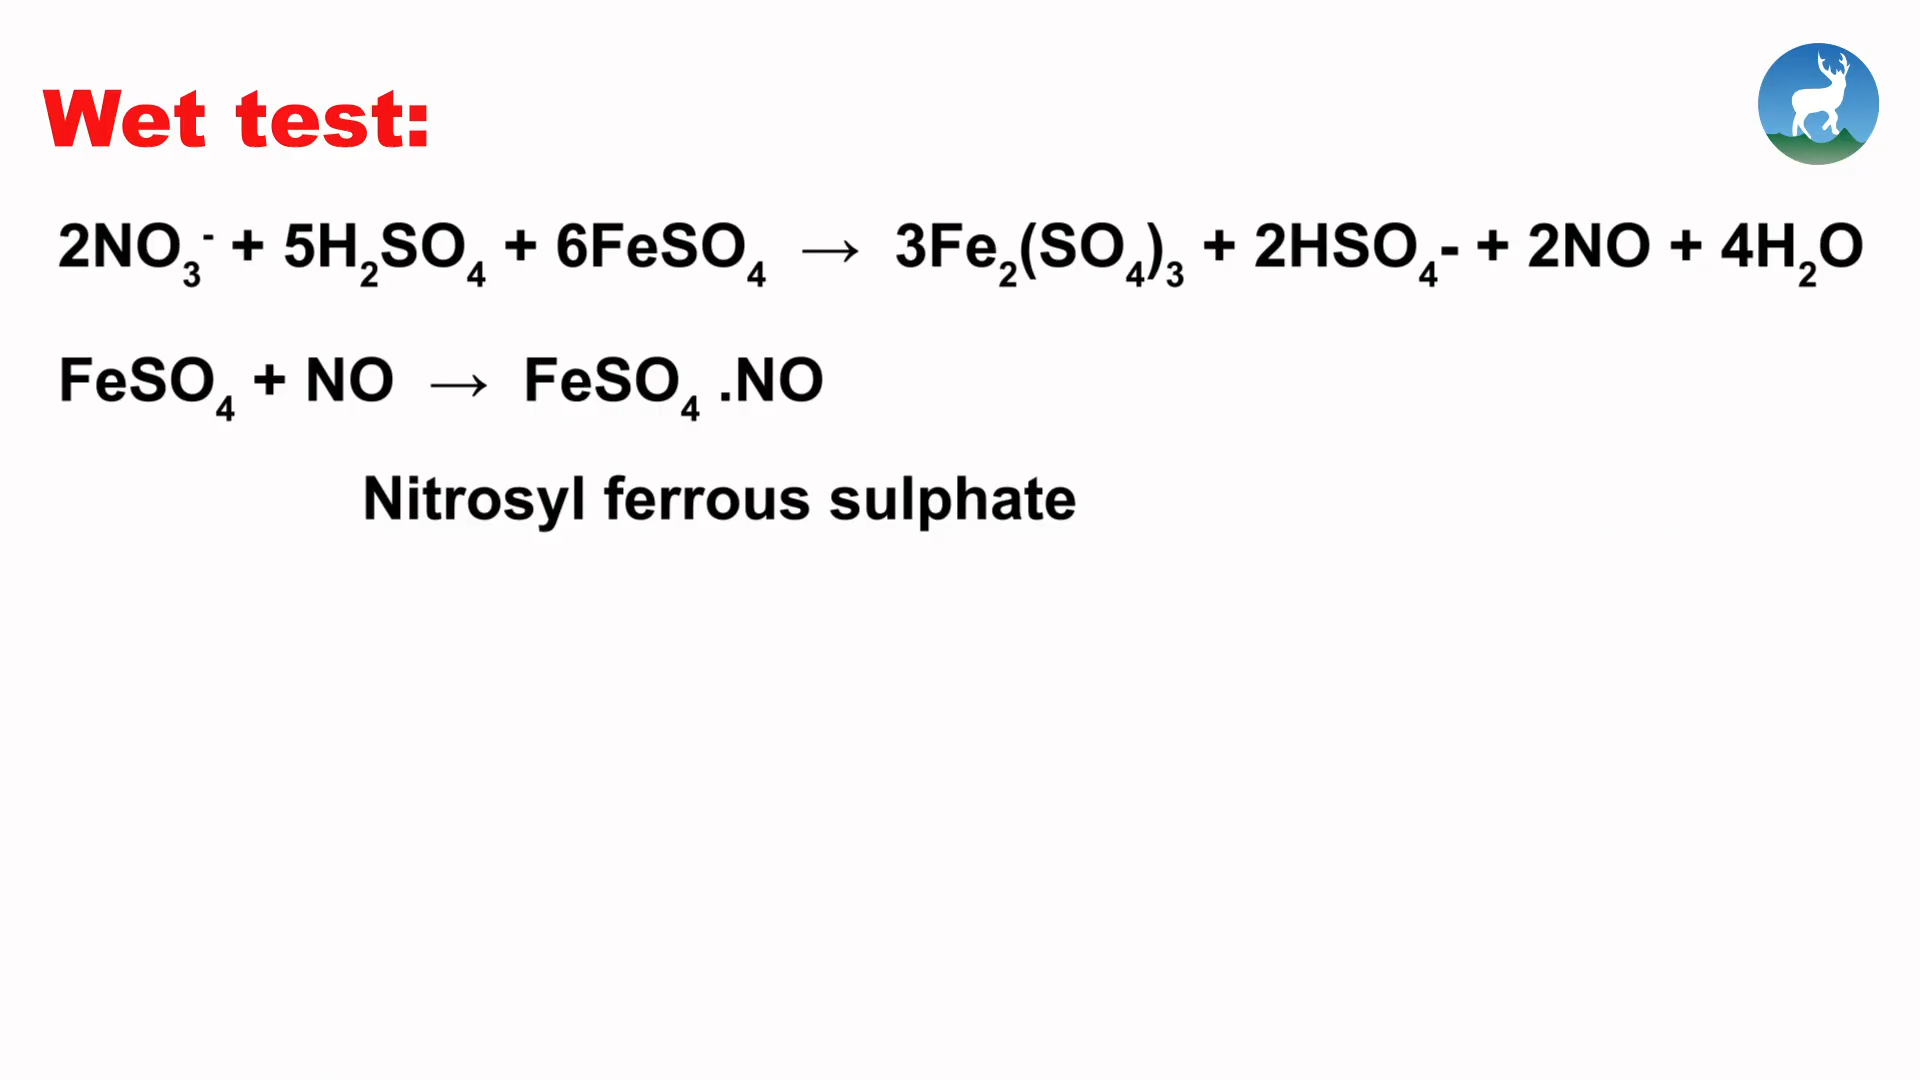 Wet test:
2NO₃⁻ + 5H₂SO₄ + 6FeSO₄ → 3Fe₂(SO₄)₃ + 2HSO₄- + 2NO + 4H₂O
FeSO₄ + NO → FeSO₄ .NO
Nitrosyl ferrous sulphate